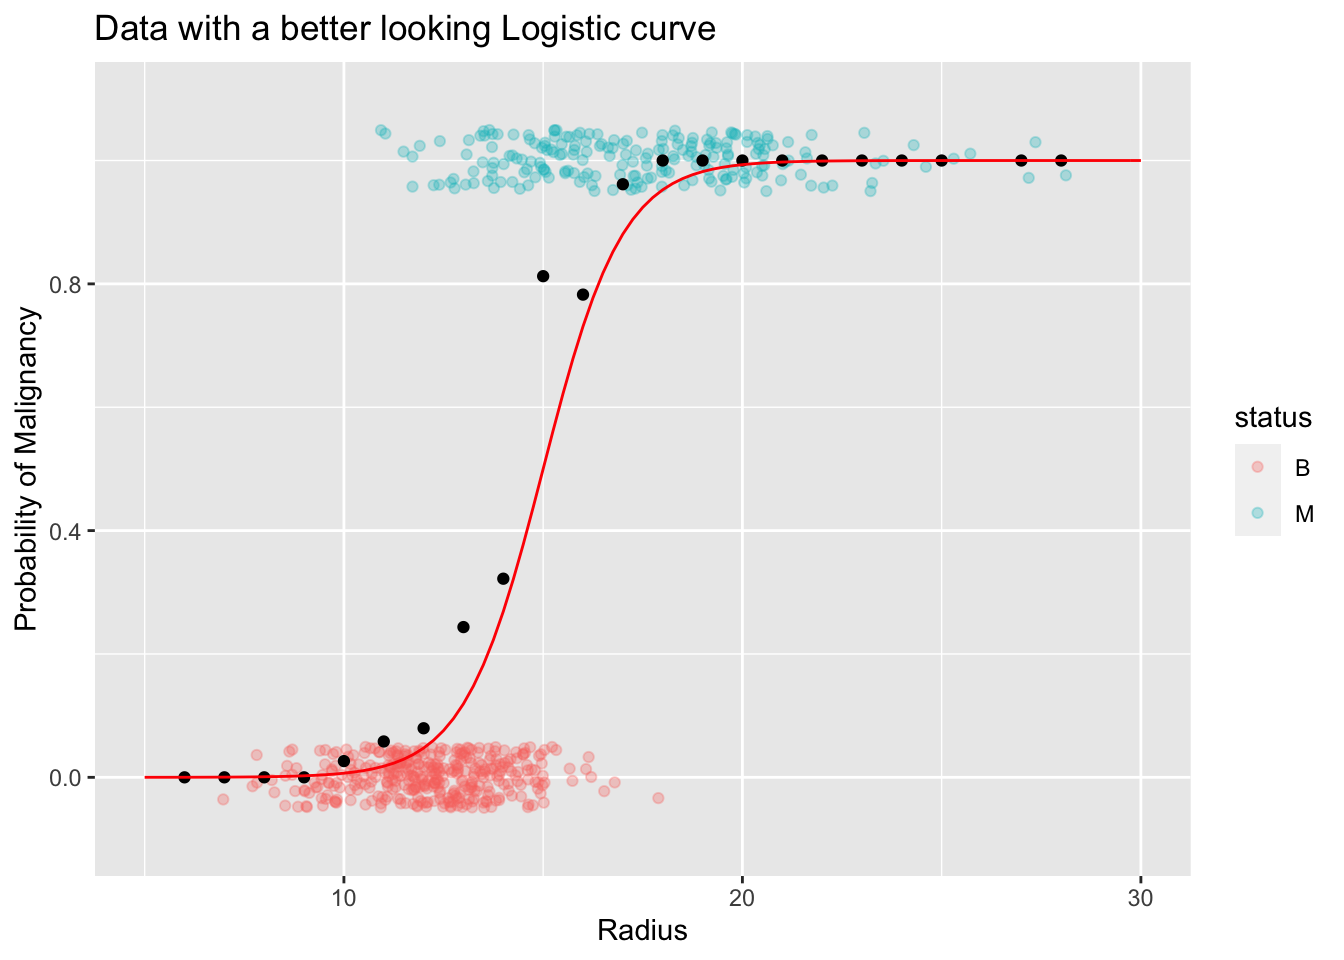 Data with a better looking Logistic curve
Probability of Malignancy
0.8
0.4
0.0
10
20
30
Radius
status
B
M